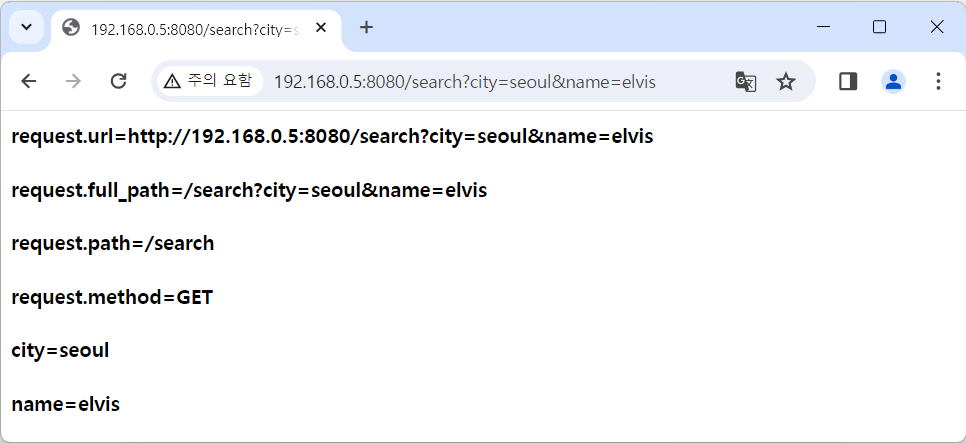 192.168.0.5:8080/search?city=s
주의 요함
192.168.0.5:8080/search?city=seoul&name=elvis
request.url=http://192.168.0.5:8080/search?city=seoul&name=elvis
request.full_path=/search?city=seoul&name=elvis
request.path=/search
request.method=GET
city=seoul
name=elvis